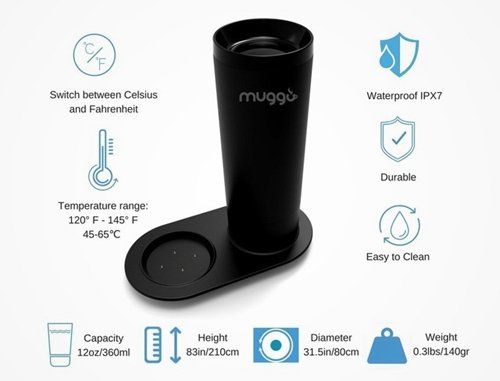 °C/°F
muggo
Switch between Celsius
and Fahrenheit
Waterproof IPX7
Temperature range:
120° F - 145° F
45-65℃
Durable
Easy to Clean
Capacity
12oz/360ml
Height
83in/210cm
Diameter
31.5in/80cm
Weight
0.3lbs/140gr